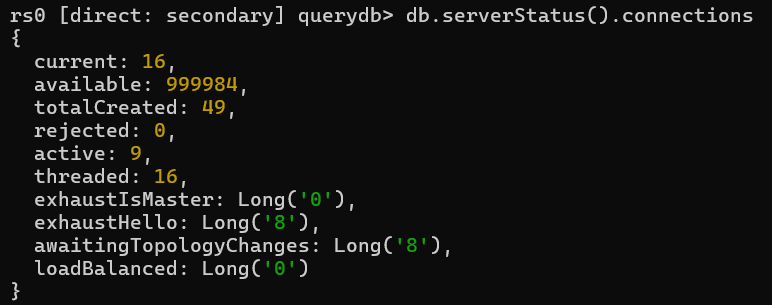 rs0 [direct: secondary] querydb> db.serverStatus().connections
{
  current: 16,
  available: 999984,
  totalCreated: 49,
  rejected: 0,
  active: 9,
  threaded: 16,
  exhaustIsMaster: Long('0'),
  exhaustHello: Long('8'),
  awaitingTopologyChanges: Long('8'),
  loadBalanced: Long('0')
}